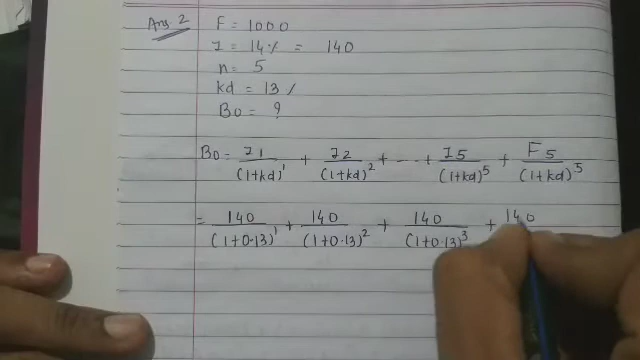 Ans 2 F = 1000
I = 14% = 140
n = 5
kd = 13%
B0 = ?
B0 = I1/(1+kd)^1 + I2/(1+kd)^2 + --- + I5/(1+kd)^5 + F5/(1+kd)^5
= 140/(1+0.13)^1 + 140/(1+0.13)^2 + 140/(1+0.13)^3 + 140